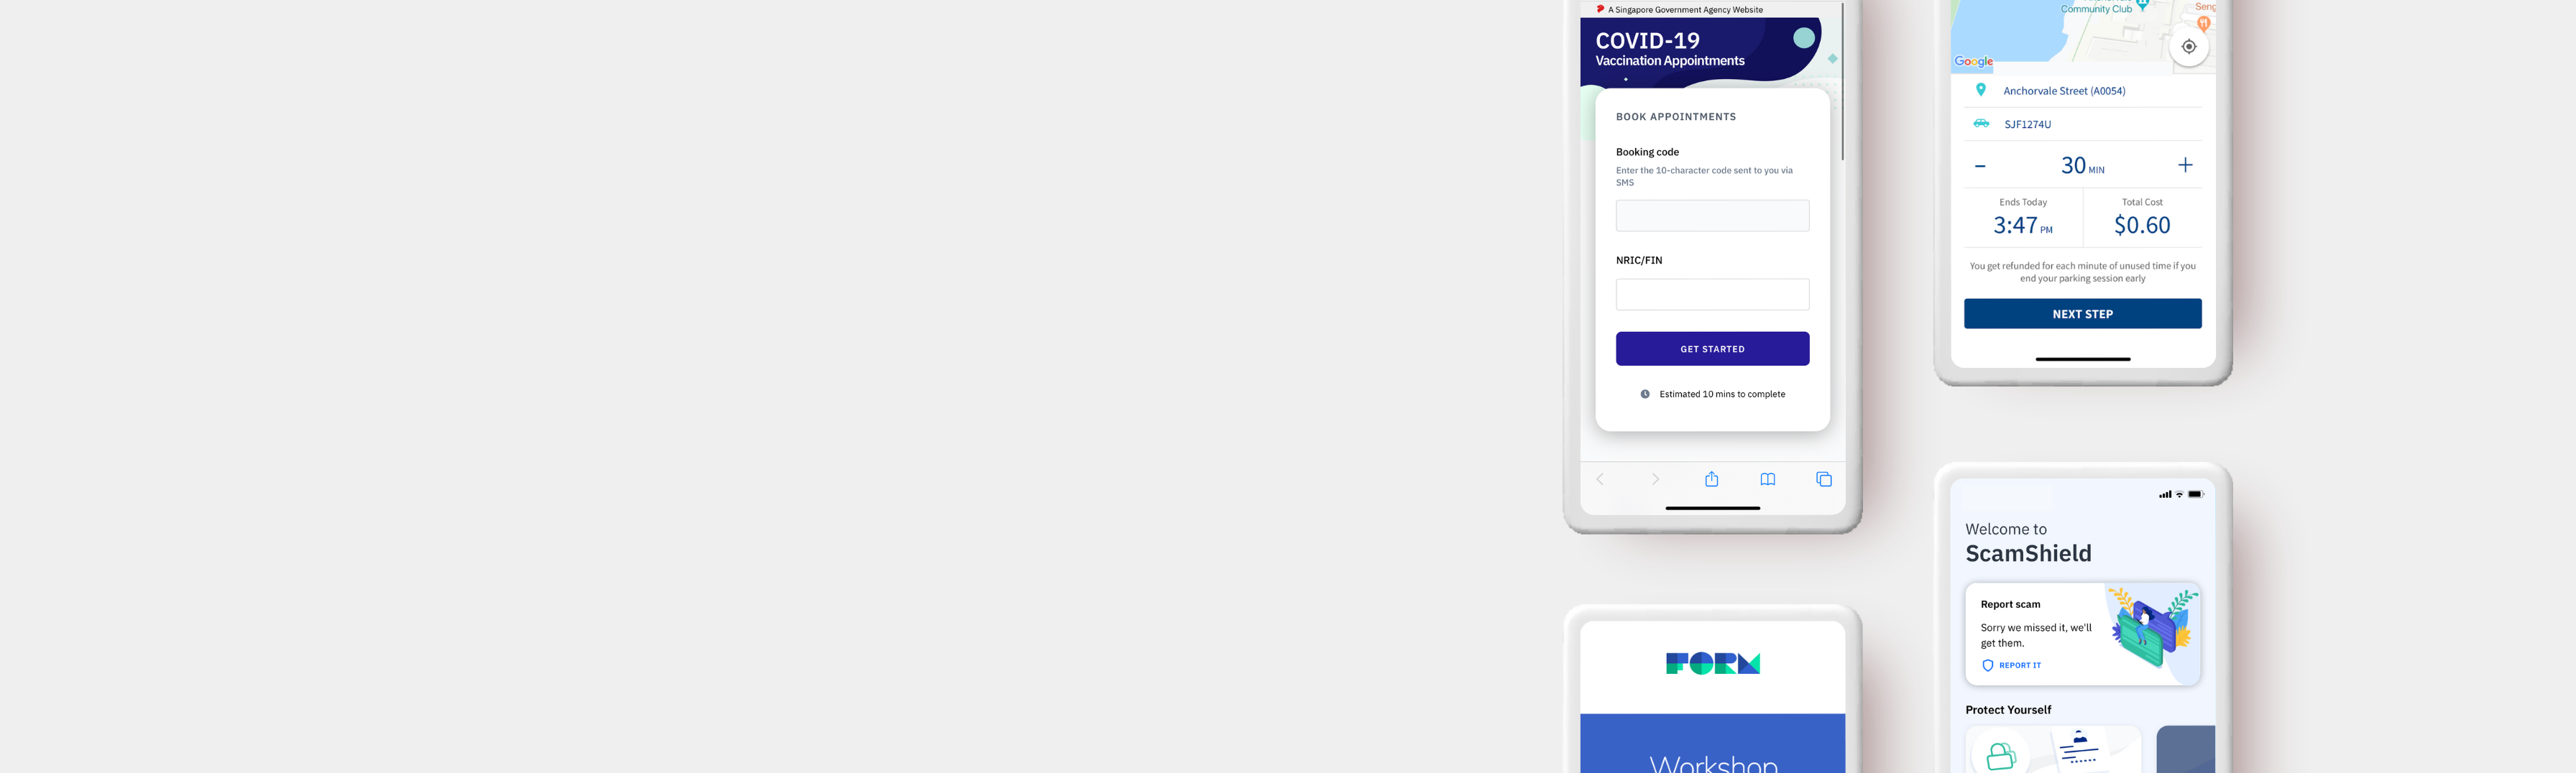 A Singapore Government Agency Website
COVID-19
Vaccination Appointments
BOOK APPOINTMENTS
Booking code
Enter the 10-character code sent to you via
SMS
NRIC/FIN
GET STARTED
Estimated 10 mins to complete
FORM
Workshop
Community Club
Seng
Google
Anchorvale Street (A0054)
SJF1274U
- 30 MIN +
Ends Today
3:47 PM
Total Cost
$0.60
You get refunded for each minute of unused time if you
end your parking session early
NEXT STEP
Welcome to
ScamShield
Report scam
Sorry we missed it, we'll
get them.
REPORT IT
Protect Yourself